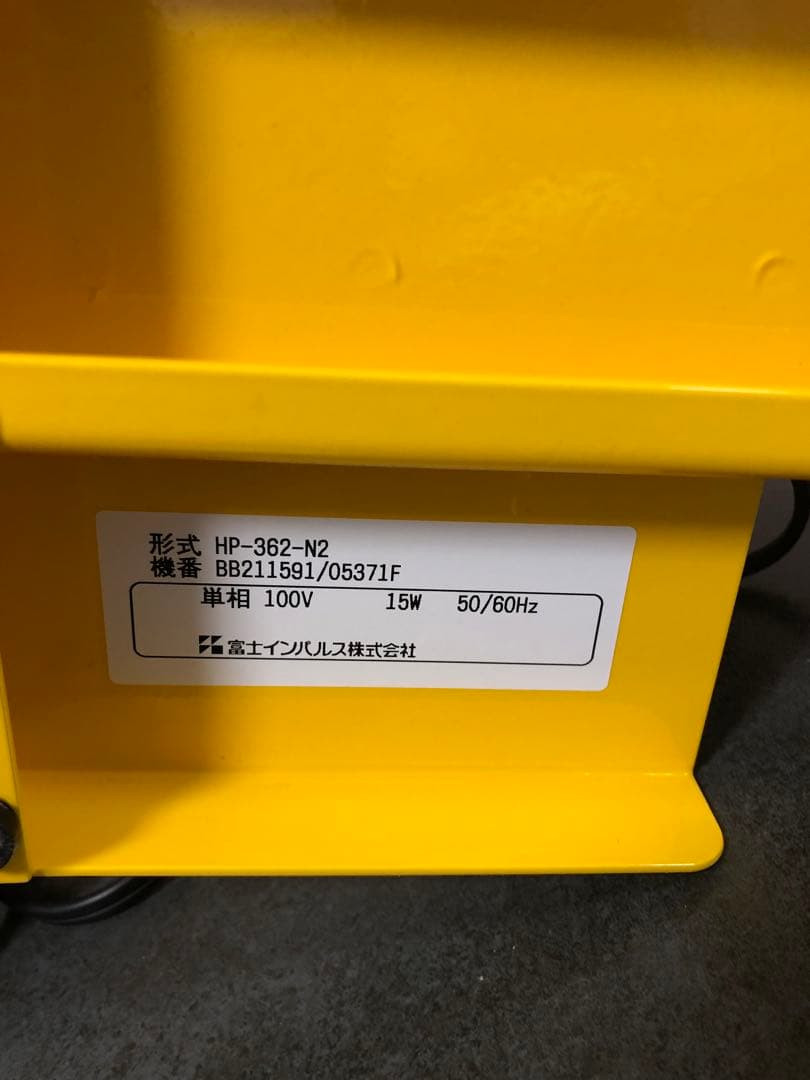 形式 HP-362-N2
機番 BB211591/05371F
単相 100V 15W 50/60Hz
富士インパルス株式会社